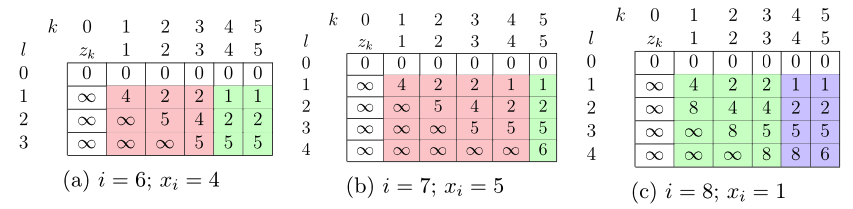 k 0 1 2 3 4 5
l z_k 1 2 3 4 5
0 0 0 0 0 0 0
1 ∞ 4 2 2 1 1
2 ∞ ∞ 5 4 2 2
3 ∞ ∞ ∞ 5 5 5
(a) i = 6; x_i = 4
k 0 1 2 3 4 5
l z_k 1 2 3 4 5
0 0 0 0 0 0 0
1 ∞ 4 2 2 1 1
2 ∞ ∞ 5 4 2 2
3 ∞ ∞ ∞ 5 5 5
4 ∞ ∞ ∞ ∞ ∞ 6
(b) i = 7; x_i = 5
k 0 1 2 3 4 5
l z_k 1 2 3 4 5
0 0 0 0 0 0 0
1 ∞ 4 2 2 1 1
2 ∞ 8 4 4 2 2
3 ∞ ∞ 8 5 5 5
4 ∞ ∞ ∞ 8 8 6
(c) i = 8; x_i = 1